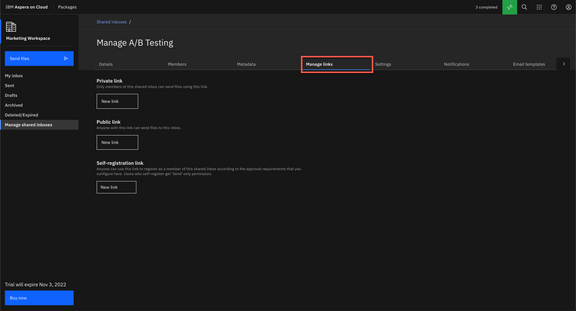 IBM Aspera on Cloud
Packages
3 completed
Marketing Workspace
Send files
My inbox
Sent
Drafts
Archived
Deleted/Expired
Manage shared inboxes
Trial will expire Nov 3, 2022
Buy now
Shared inboxes /
Manage A/B Testing
Details
Members
Metadata
Manage links
Settings
Notifications
Email templates
Private link
Only members of this shared inbox can send files using this link.
New link
Public link
Anyone with this link can send files to this inbox.
New link
Self-registration link
Anyone can use this link to register as a member of this shared inbox according to the approval requirements that you
configure here. Users who self-register get 'Send' only permission.
New link